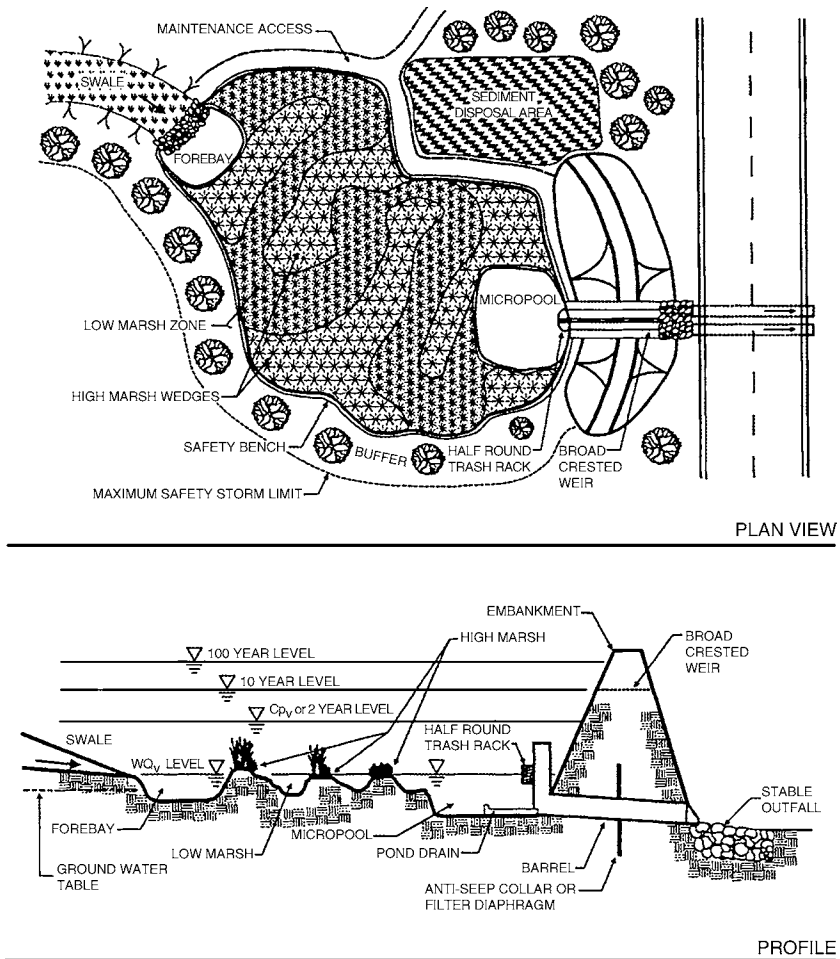 MAINTENANCE ACCESS
SWALE
SEDIMENT
DISPOSAL AREA
FOREBAY
MICROPOOL
LOW MARSH ZONE
HIGH MARSH WEDGES
SAFETY BENCH
BUFFER
HALF ROUND
TRASH RACK
BROAD
CRESTED
WEIR
MAXIMUM SAFETY STORM LIMIT
PLAN VIEW
EMBANKMENT
HIGH MARSH
BROAD
CRESTED
WEIR
100 YEAR LEVEL
10 YEAR LEVEL
Cpv or 2 YEAR LEVEL
HALF ROUND
TRASH RACK
SWALE
WQv LEVEL
STABLE
OUTFALL
FOREBAY
MICROPOOL
LOW MARSH
POND DRAIN
GROUND WATER
TABLE
BARREL
ANTI-SEEP COLLAR OR
FILTER DIAPHRAGM
PROFILE